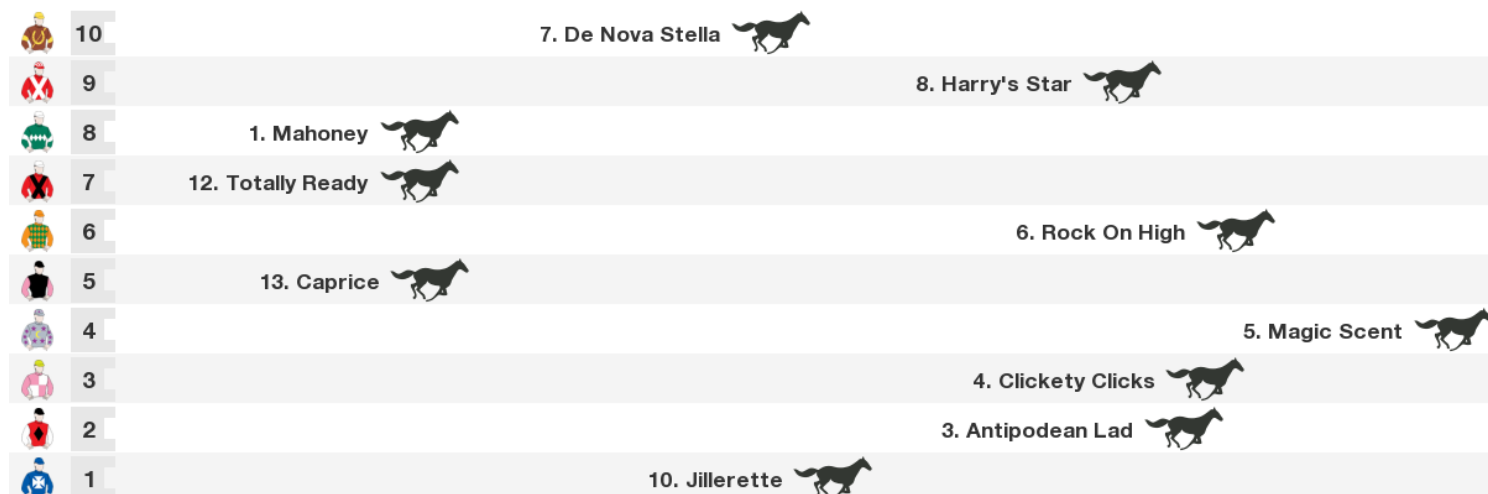 10 7. De Nova Stella
9 8. Harry's Star
8 1. Mahoney
7 12. Totally Ready
6 6. Rock On High
5 13. Caprice
4 5. Magic Scent
3 4. Clickety Clicks
2 3. Antipodean Lad
1 10. Jillerette